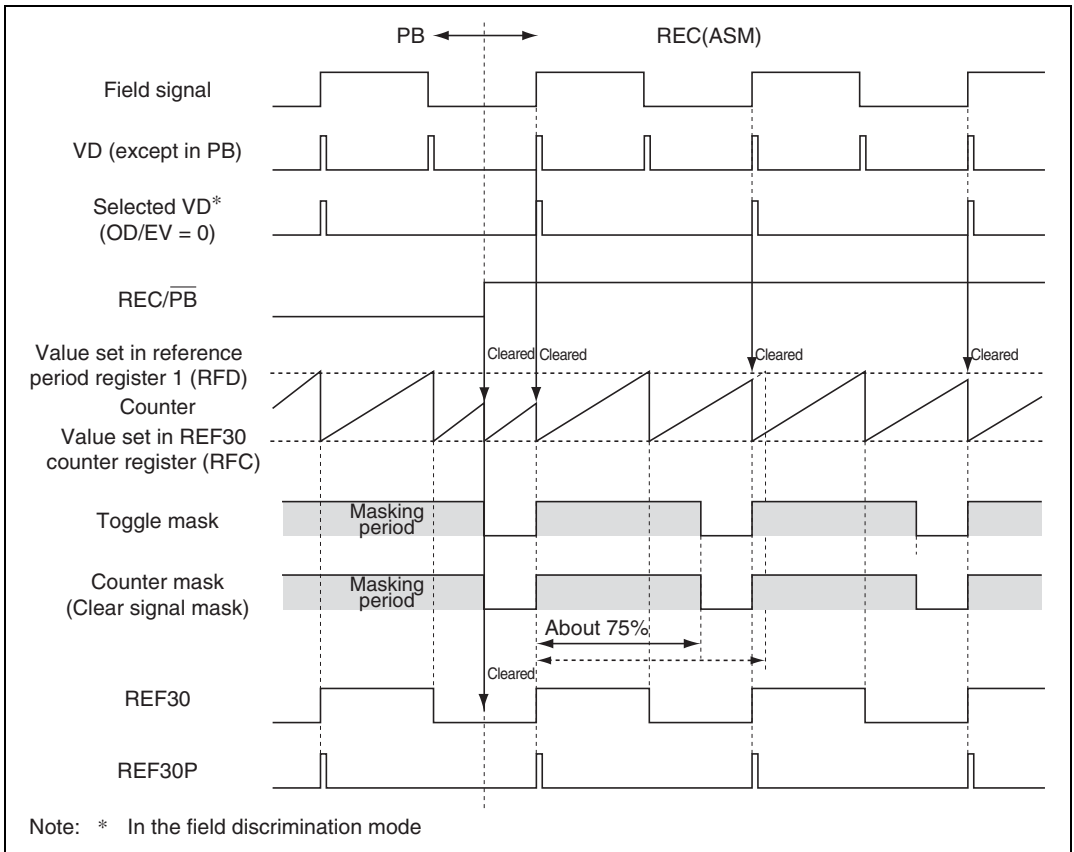 PB REC(ASM)
Field signal
VD (except in PB)
Selected VD*
(OD/EV = 0)
REC/P̅B̅
Cleared Cleared Cleared Cleared
Value set in reference
period register 1 (RFD)
Counter
Value set in REF30
counter register (RFC)
Toggle mask
Masking
period
Counter mask
(Clear signal mask)
Masking
period
About 75%
Cleared
REF30
REF30P
Note: * In the field discrimination mode